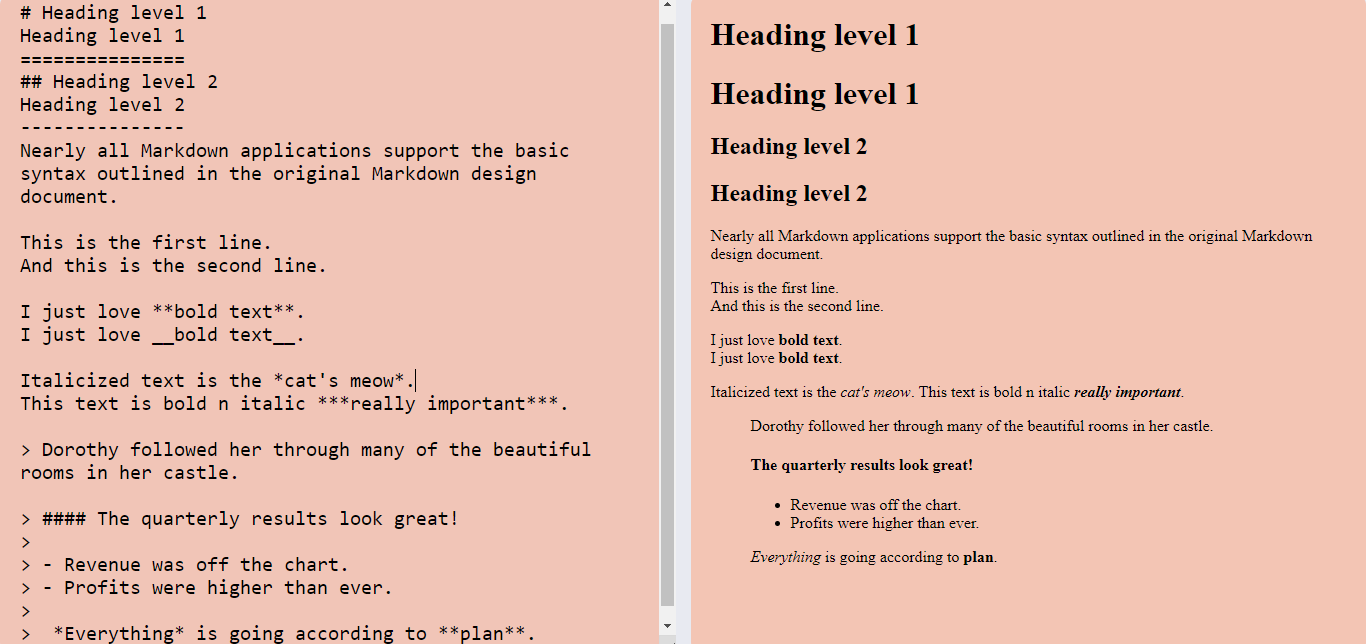 # Heading level 1
Heading level 1
===============
## Heading level 2
Heading level 2
---------------
Nearly all Markdown applications support the basic
syntax outlined in the original Markdown design
document.
This is the first line.
And this is the second line.
I just love **bold text**.
I just love __bold text__.
Italicized text is the *cat's meow*.
This text is bold n italic ***really important***.
> Dorothy followed her through many of the beautiful
rooms in her castle.
> #### The quarterly results look great!
>
> - Revenue was off the chart.
> - Profits were higher than ever.
>
>  *Everything* is going according to **plan**.
Heading level 1
Heading level 1
Heading level 2
Heading level 2
Nearly all Markdown applications support the basic syntax outlined in the original Markdown
design document.
This is the first line.
And this is the second line.
I just love bold text.
I just love bold text.
Italicized text is the cat's meow. This text is bold n italic really important.
Dorothy followed her through many of the beautiful rooms in her castle.
The quarterly results look great!
• Revenue was off the chart.
• Profits were higher than ever.
Everything is going according to plan.